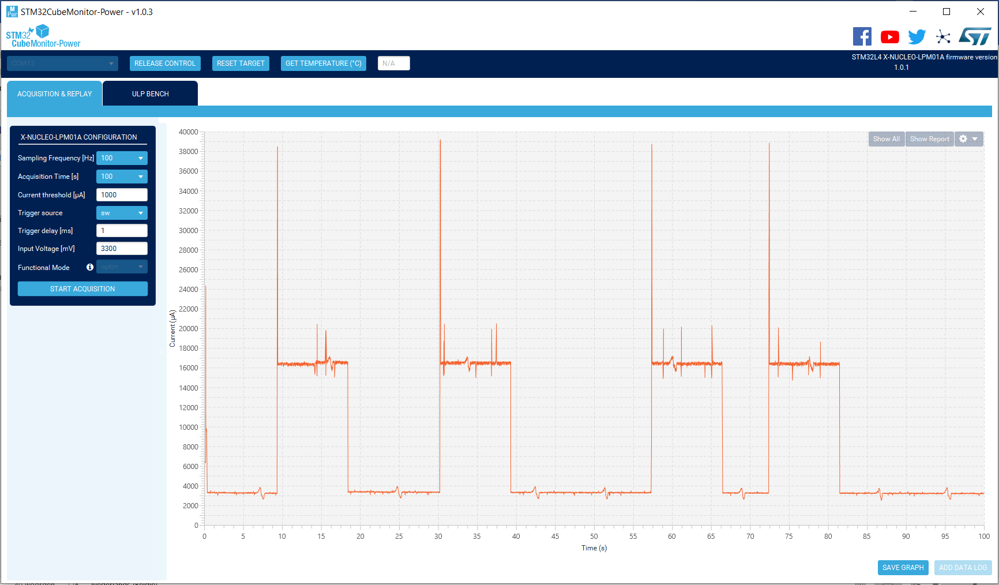 STM32CubeMonitor-Power - v1.0.3
M
Pwr
STM32
CubeMonitor-Power
COM13
RELEASE CONTROL
RESET TARGET
GET TEMPERATURE (°C)
N/A
STM32L4 X-NUCLEO-LPM01A firmware version
1.0.1
ACQUISITION & REPLAY
ULP BENCH
X-NUCLEO-LPM01A CONFIGURATION
Sampling Frequency [Hz] 100
Acquisition Time [s] 100
Current threshold [µA] 1000
Trigger source sw
Trigger delay [ms] 1
Input Voltage [mV] 3300
Functional Mode optim
START ACQUISITION
Show All
Show Report
Current (µA)
40000
38000
36000
34000
32000
30000
28000
26000
24000
22000
20000
18000
16000
14000
12000
10000
8000
6000
4000
2000
0
0 5 10 15 20 25 30 35 40 45 50 55 60 65 70 75 80 85 90 95 100
Time (s)
SAVE GRAPH
ADD DATA LOG